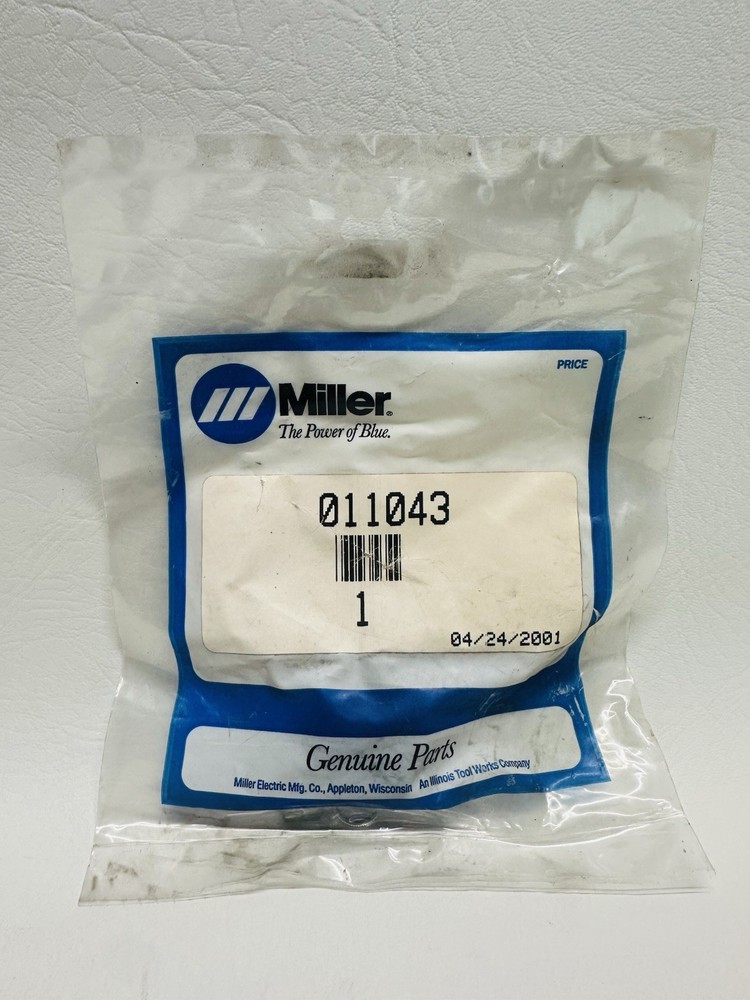 PRICE
Miller®
The Power of Blue.
011043
1
04/24/2001
Genuine Parts
Miller Electric Mfg. Co., Appleton, Wisconsin An Illinois Tool Works Company